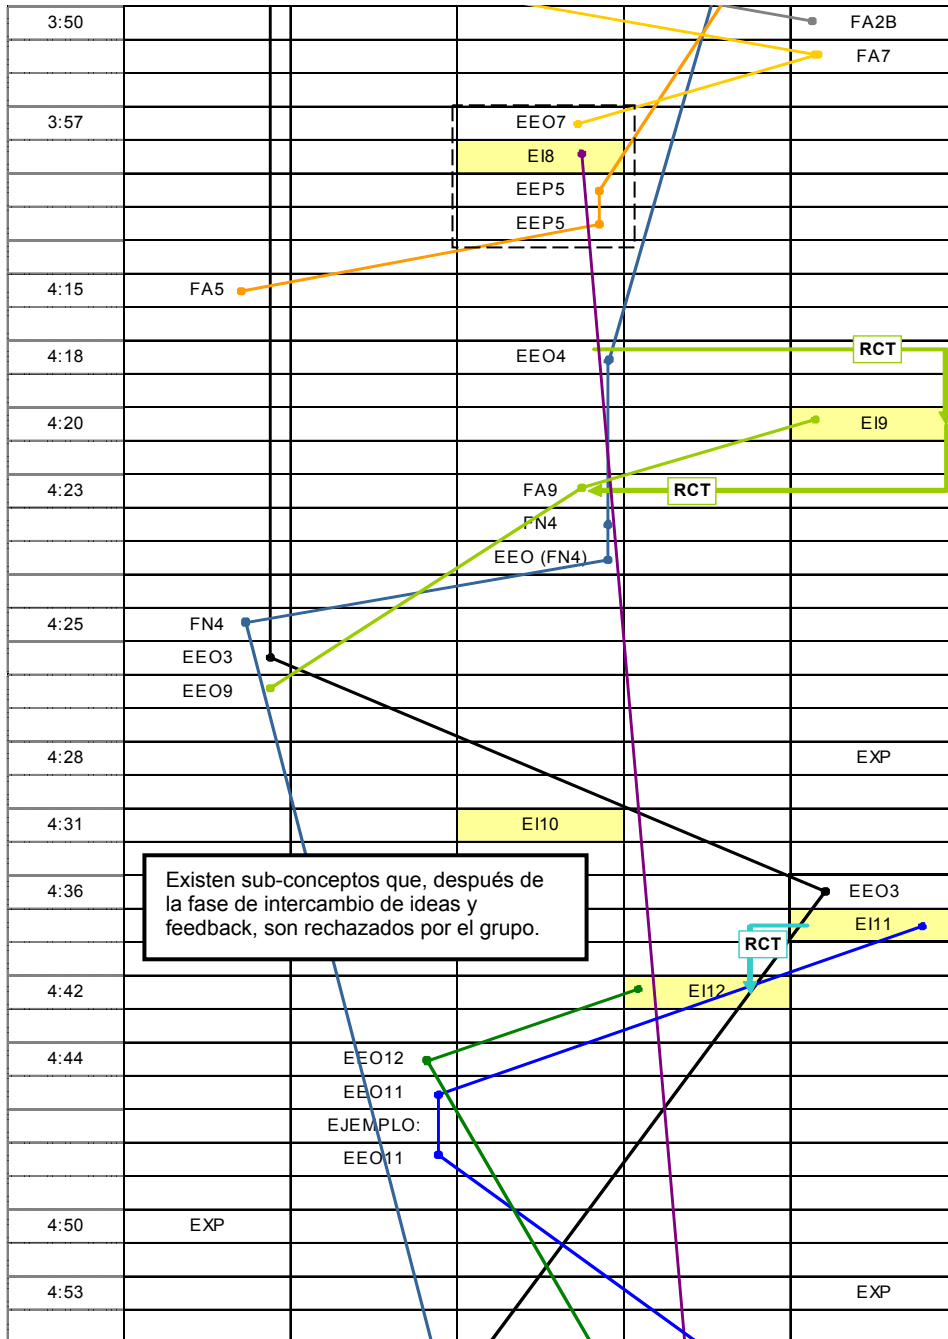 3:50 FA2B
FA7
3:57 EEO7
EI8
EEP5
EEP5
4:15 FA5
4:18 EEO4 RCT
4:20 EI9
4:23 FA9 RCT
FN4
EEO (FN4)
4:25 FN4
EEO3
EEO9
4:28 EXP
4:31 EI10
Existen sub-conceptos que, después de
la fase de intercambio de ideas y
feedback, son rechazados por el grupo.
4:36 EEO3
EI11
RCT
4:42 EI12
4:44 EEO12
EEO11
EJEMPLO:
EEO11
4:50 EXP
4:53 EXP